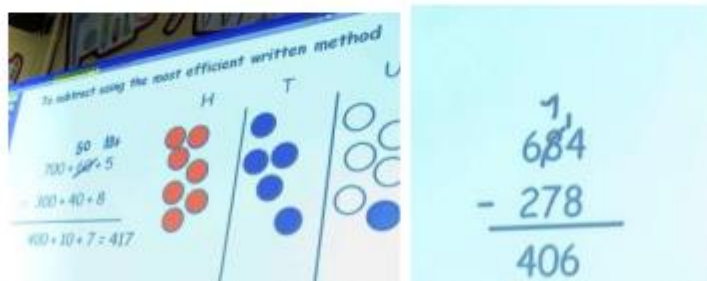 To subtract using the most efficient written method
H T U
50
700 + 60 + 5
- 300 + 40 + 8
400 + 10 + 7 = 417
7 1
684
- 278
406